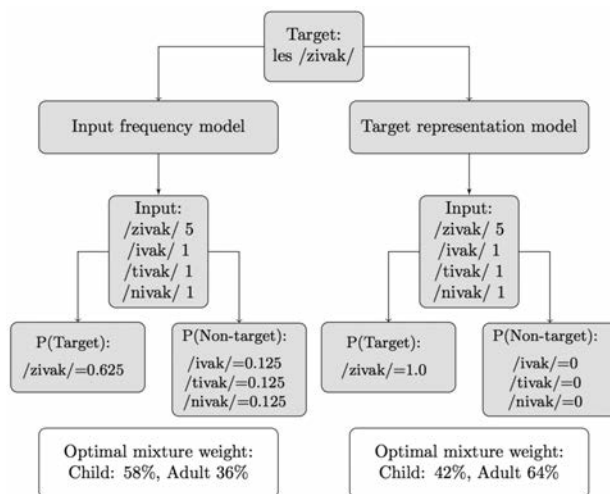 Target:
les /zivak/
Input frequency model
Target representation model
Input:
/zivak/ 5
/ivak/ 1
/tivak/ 1
/nivak/ 1
Input:
/zivak/ 5
/ivak/ 1
/tivak/ 1
/nivak/ 1
P(Target):
/zivak/=0.625
P(Non-target):
/ivak/=0.125
/tivak/=0.125
/nivak/=0.125
P(Target):
/zivak/=1.0
P(Non-target):
/ivak/=0
/tivak/=0
/nivak/=0
Optimal mixture weight:
Child: 58%, Adult 36%
Optimal mixture weight:
Child: 42%, Adult 64%